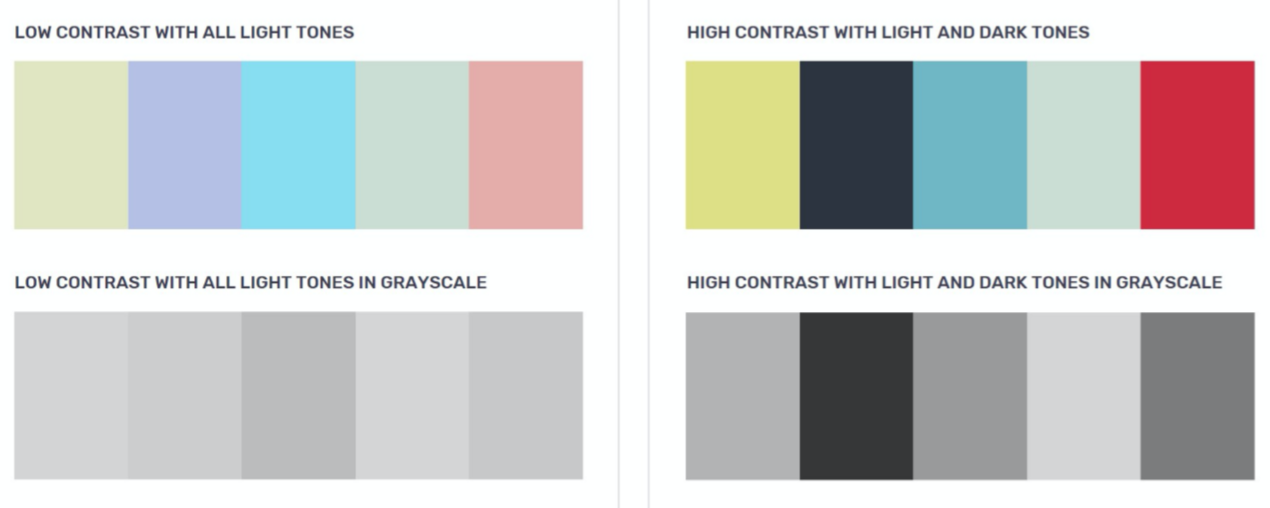 LOW CONTRAST WITH ALL LIGHT TONES
HIGH CONTRAST WITH LIGHT AND DARK TONES
LOW CONTRAST WITH ALL LIGHT TONES IN GRAYSCALE
HIGH CONTRAST WITH LIGHT AND DARK TONES IN GRAYSCALE